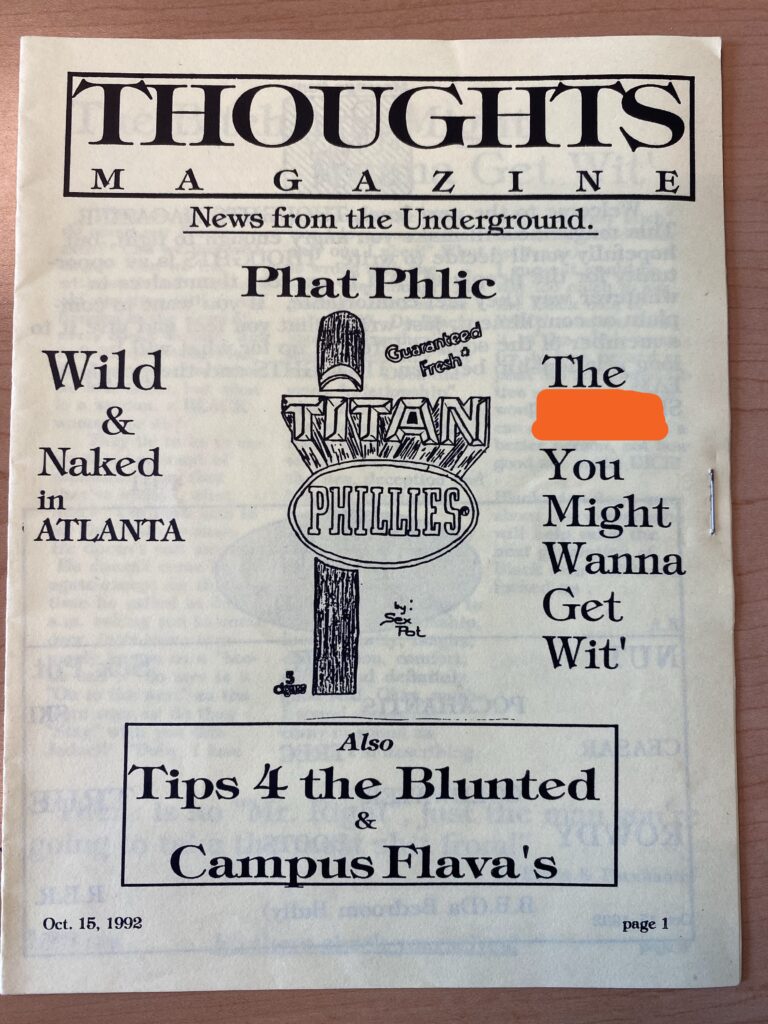 THOUGHTS
MAGAZINE
News from the Underground.
Phat Phlic
Wild
&
Naked
in
ATLANTA
Guaranteed
Fresh*
TITAN
PHILLIES®
by:
Sex
Pot
5
cigars
The
You
Might
Wanna
Get
Wit'
Also
Tips 4 the Blunted
&
Campus Flava's
Oct. 15, 1992
page 1